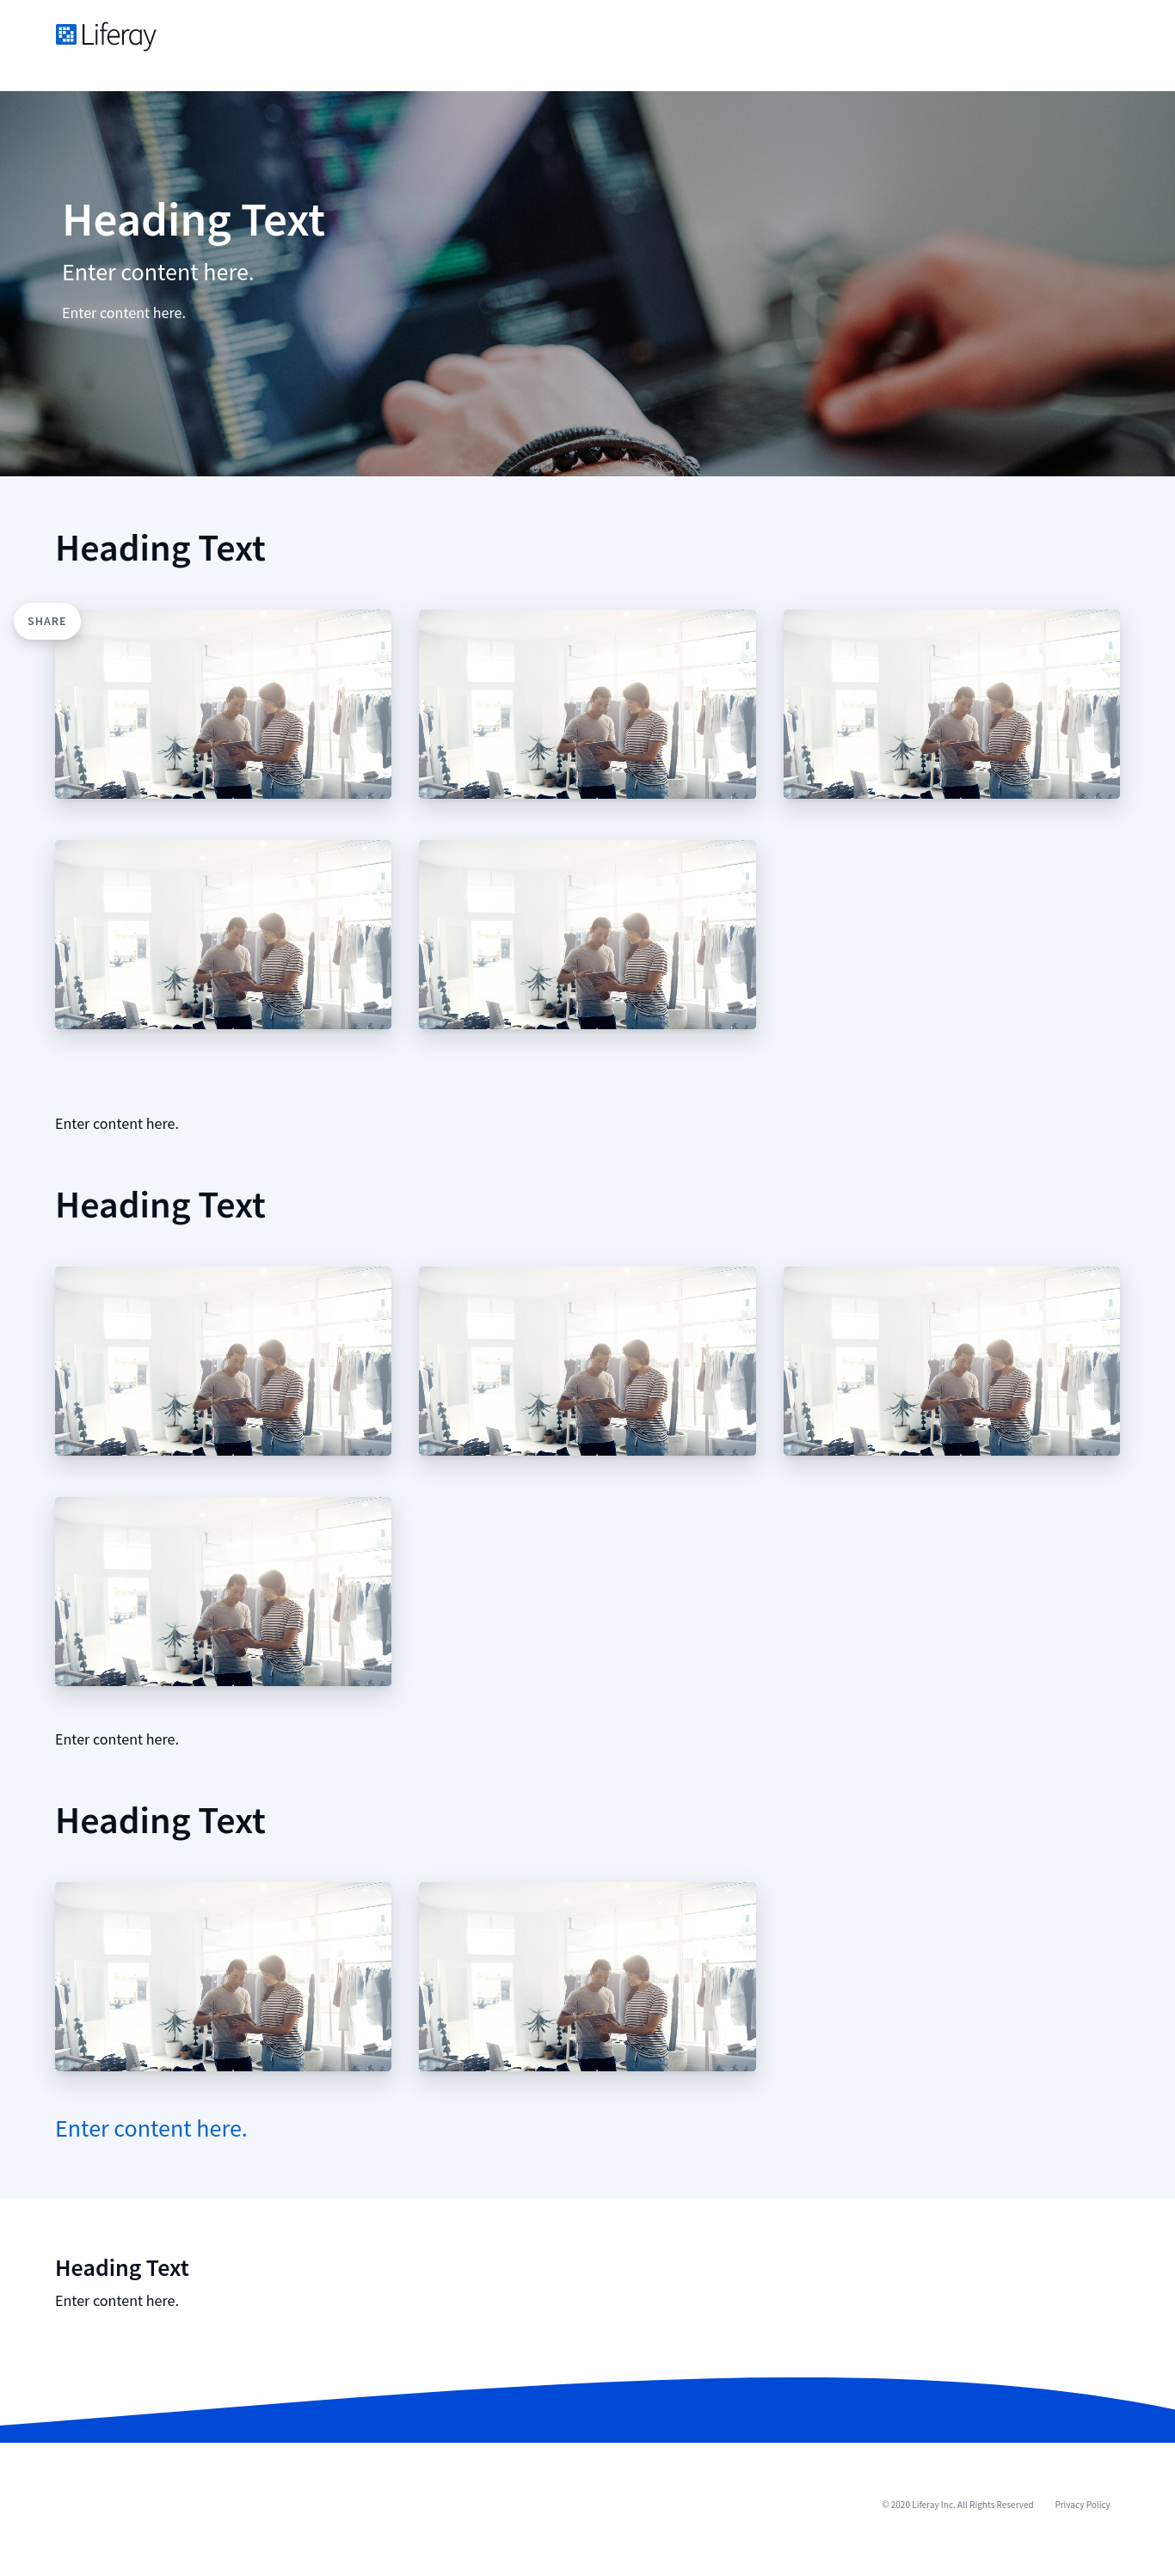 Liferay
Heading Text
Enter content here.
Enter content here.
Heading Text
SHARE
Enter content here.
Heading Text
Enter content here.
Heading Text
Enter content here.
Heading Text
Enter content here.
© 2020 Liferay Inc. All Rights Reserved Privacy Policy